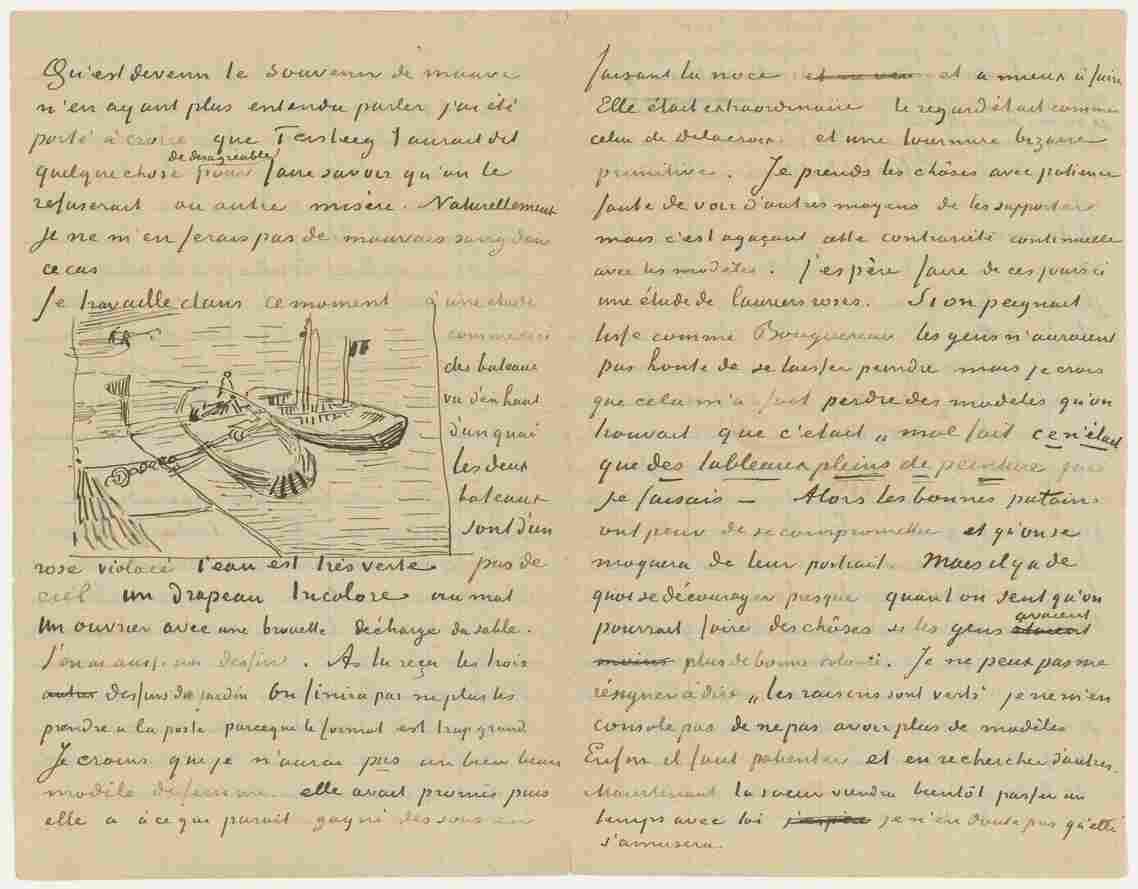 Qu'est devenu le souvenir de mauve
n'en ayant plus entendu parler j'ai été
porté à croire que Tersteeg t'aurait dit
quelque chose de désagréable pour faire savoir qu'on le
refuserait ou autre misère. Naturellement
je ne m'en ferais pas de mauvais sang dans
ce cas
Je travaille dans ce moment à une étude
comme ceci
des bateaux
vu d'en haut
d'un quai
les deux
bateaux
sont d'un
rose violacé l'eau est très verte pas de
ciel un drapeau tricolore au mat
un ouvrier avec une brouette décharge du sable.
J'en ai aussi un dessin. As tu reçu les trois
autres dessins du jardin on finira par ne plus les
prendre a la poste parceque le format est trop grand
Je crains que je n'aurai pas un bien beau
modèle de femme. elle avait promis puis
elle a à ce que parait gagné des sous en
faisant la noce et a mieux à faire
Elle était extraordinaire le regard était comme
celui de Delacroix. et une tournure bizarre
primitive. Je prends les chôses avec patience
faute de voir d'autres moyens de les supporter
mais c'est agaçant cette contrariété continuelle
avec les modèles. J'espère faire de ces jours ci
une étude de lauriers roses. Si on peignait
lisse comme Bouguereau les gens n'auraient
pas honte de se laisser peindre mais je crois
que cela m'a fait perdre des modeles qu'on
trouvait que c'etait „mal fait ce n'était
que des tableaux pleins de peinture que
je faisais — Alors les bonnes putains
ont peur de se compromettre et qu'on se
moquera de leur portrait. Mais il y a de
quoi se décourager presque quant on sent qu'on
pourrait faire des chôses si les gens avaient
moins plus de bonne volonté. Je ne peux pas me
résigner à dire „les raisins sont verts" je ne m'en
console pas de ne pas avoir plus de modèles
Enfin il faut patienter et en rechercher d'autres.
Maintenant la soeur viendra bientôt passer un
temps avec toi j'espère je n'en doute pas qu'elle
s'amusera.